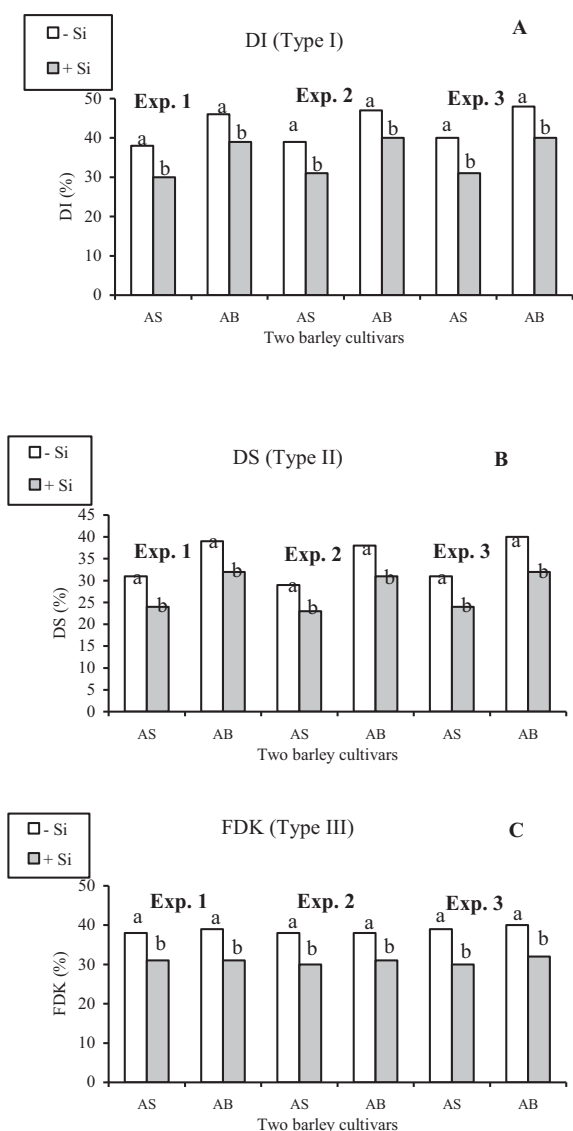 - Si
+ Si
DI (Type I)
A
Exp. 1
Exp. 2
Exp. 3
50
40
30
20
10
0
DI (%)
a
b
a
b
a
b
a
b
a
b
a
b
AS
AB
AS
AB
AS
AB
Two barley cultivars
- Si
+ Si
DS (Type II)
B
Exp. 1
Exp. 2
Exp. 3
45
40
35
30
25
20
15
10
5
0
DS (%)
a
b
a
b
a
b
a
b
a
b
a
b
AS
AB
AS
AB
AS
AB
Two barley cultivars
- Si
+ Si
FDK (Type III)
C
Exp. 1
Exp. 2
Exp. 3
50
40
30
20
10
0
FDK (%)
a
b
a
b
a
b
a
b
a
b
a
b
AS
AB
AS
AB
AS
AB
Two barley cultivars